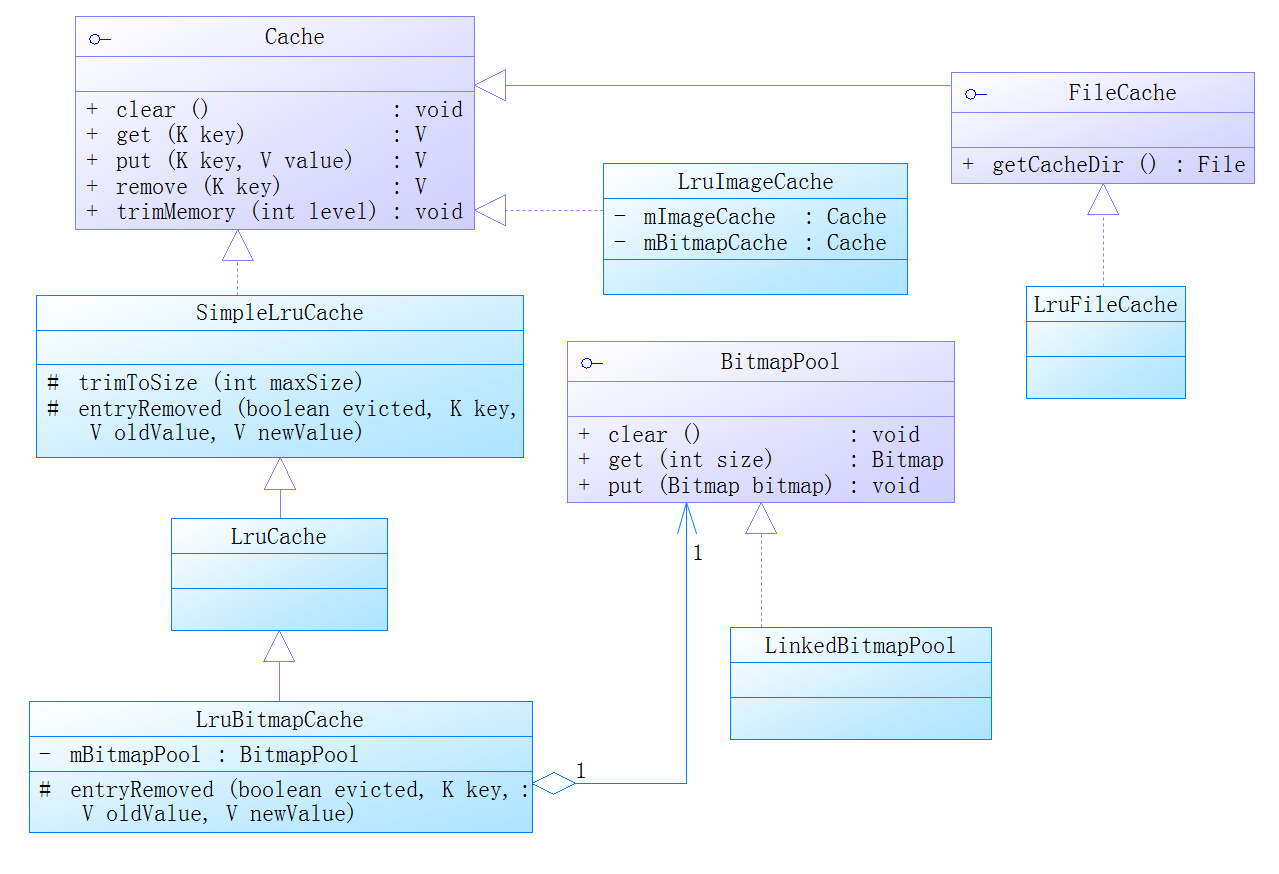 Cache
+ clear () : void
+ get (K key) : V
+ put (K key, V value) : V
+ remove (K key) : V
+ trimMemory (int level) : void
FileCache
+ getCacheDir () : File
LruImageCache
- mImageCache : Cache
- mBitmapCache : Cache
LruFileCache
SimpleLruCache
# trimToSize (int maxSize)
# entryRemoved (boolean evicted, K key,
V oldValue, V newValue)
BitmapPool
+ clear () : void
+ get (int size) : Bitmap
+ put (Bitmap bitmap) : void
1
LruCache
LinkedBitmapPool
LruBitmapCache
- mBitmapPool : BitmapPool
# entryRemoved (boolean evicted, K key, :
V oldValue, V newValue)
1